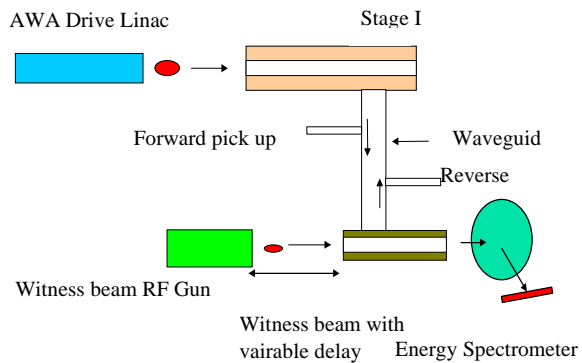 AWA Drive Linac
Stage I
Forward pick up
Waveguid
Reverse
Witness beam RF Gun
Witness beam with
vairable delay
Energy Spectrometer